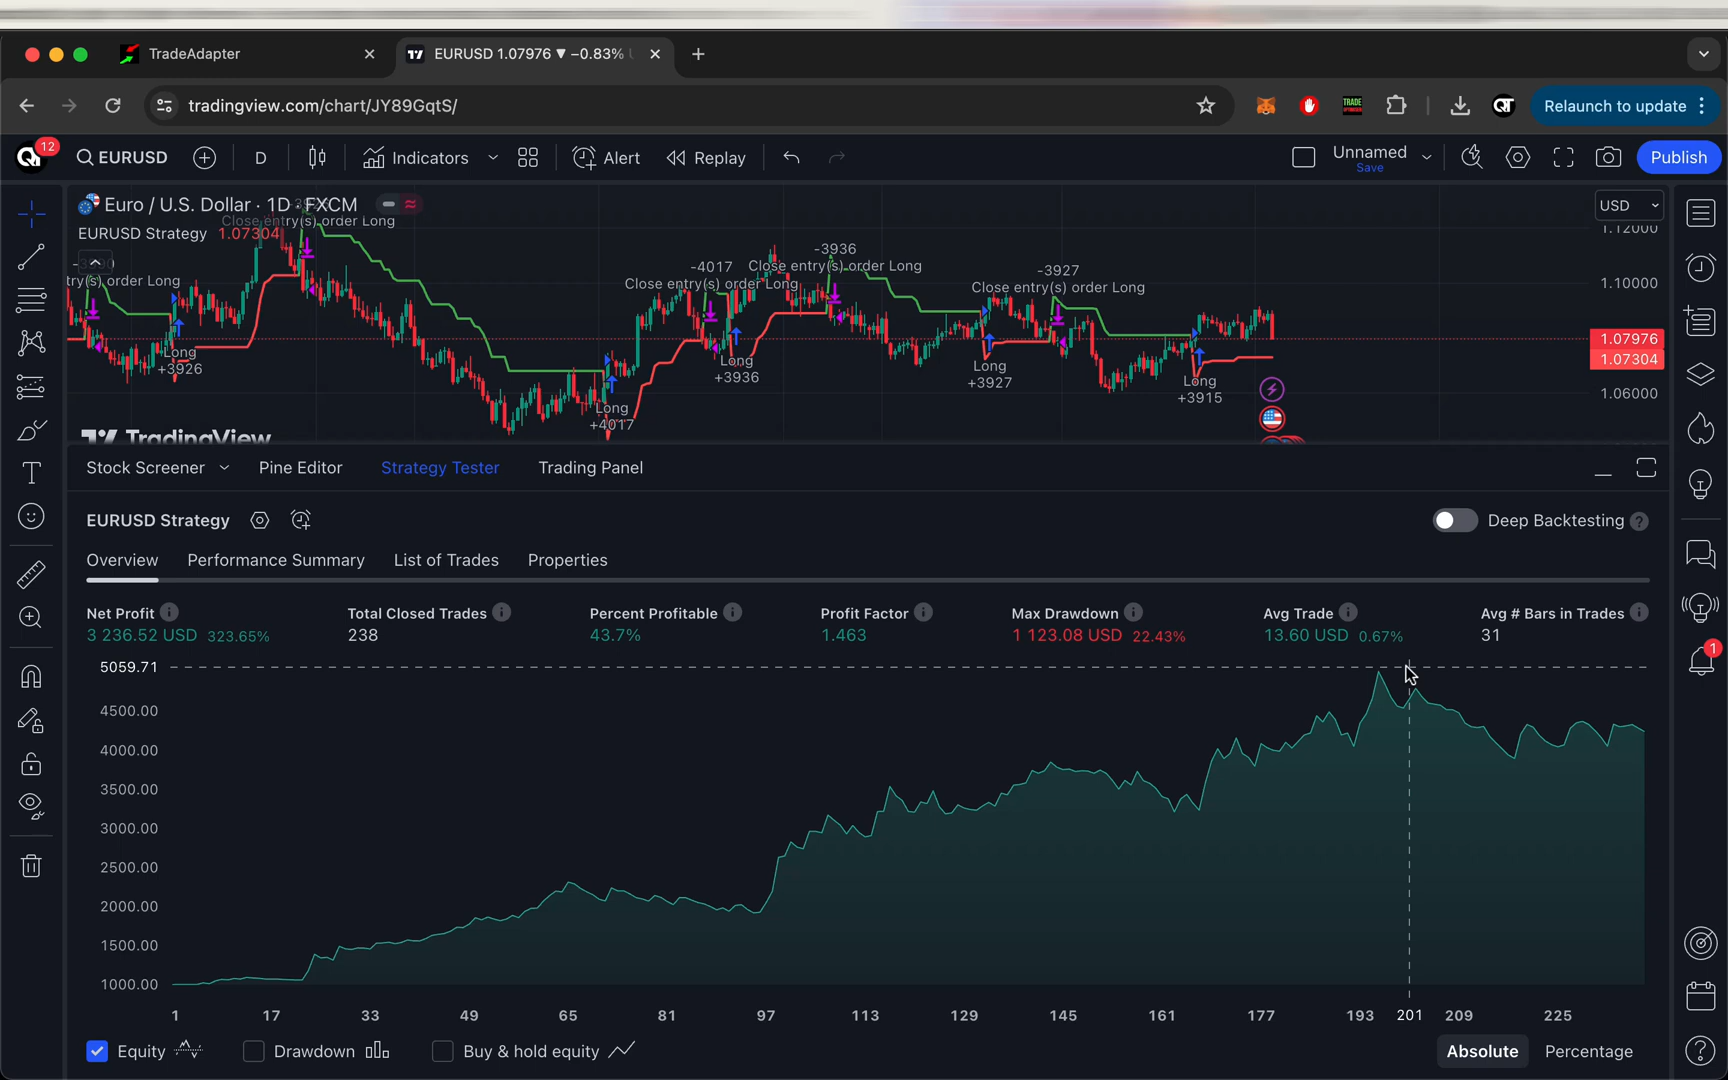 TradeAdapter
EURUSD 1.07976 ▼ −0.83%
tradingview.com/chart/JY89GqtS/
TRADE
QT
Relaunch to update
12
EURUSD
D
Indicators
Alert
Replay
Unnamed
Save
Publish
Euro / U.S. Dollar · 1D · FXCM
USD
Close entry(s) order Long
EURUSD Strategy 1.07304
1.12000
-3936
-4017
Close entry(s) order Long
-3927
try(s) order Long
Close entry(s) order Long
Close entry(s) order Long
1.10000
1.07976
1.07304
Long
+3926
Long
+3936
Long
+3927
Long
+3915
1.06000
Long
+4017
TradingView
Stock Screener
Pine Editor
Strategy Tester
Trading Panel
EURUSD Strategy
Deep Backtesting
Overview
Performance Summary
List of Trades
Properties
Net Profit
Total Closed Trades
Percent Profitable
Profit Factor
Max Drawdown
Avg Trade
Avg # Bars in Trades
3 236.52 USD 323.65%
238
43.7%
1.463
1 123.08 USD 22.43%
13.60 USD 0.67%
31
1
5059.71
4500.00
4000.00
3500.00
3000.00
2500.00
2000.00
1500.00
1000.00
1 17 33 49 65 81 97 113 129 145 161 177 193 201 209 225
Equity
Drawdown
Buy & hold equity
Absolute
Percentage